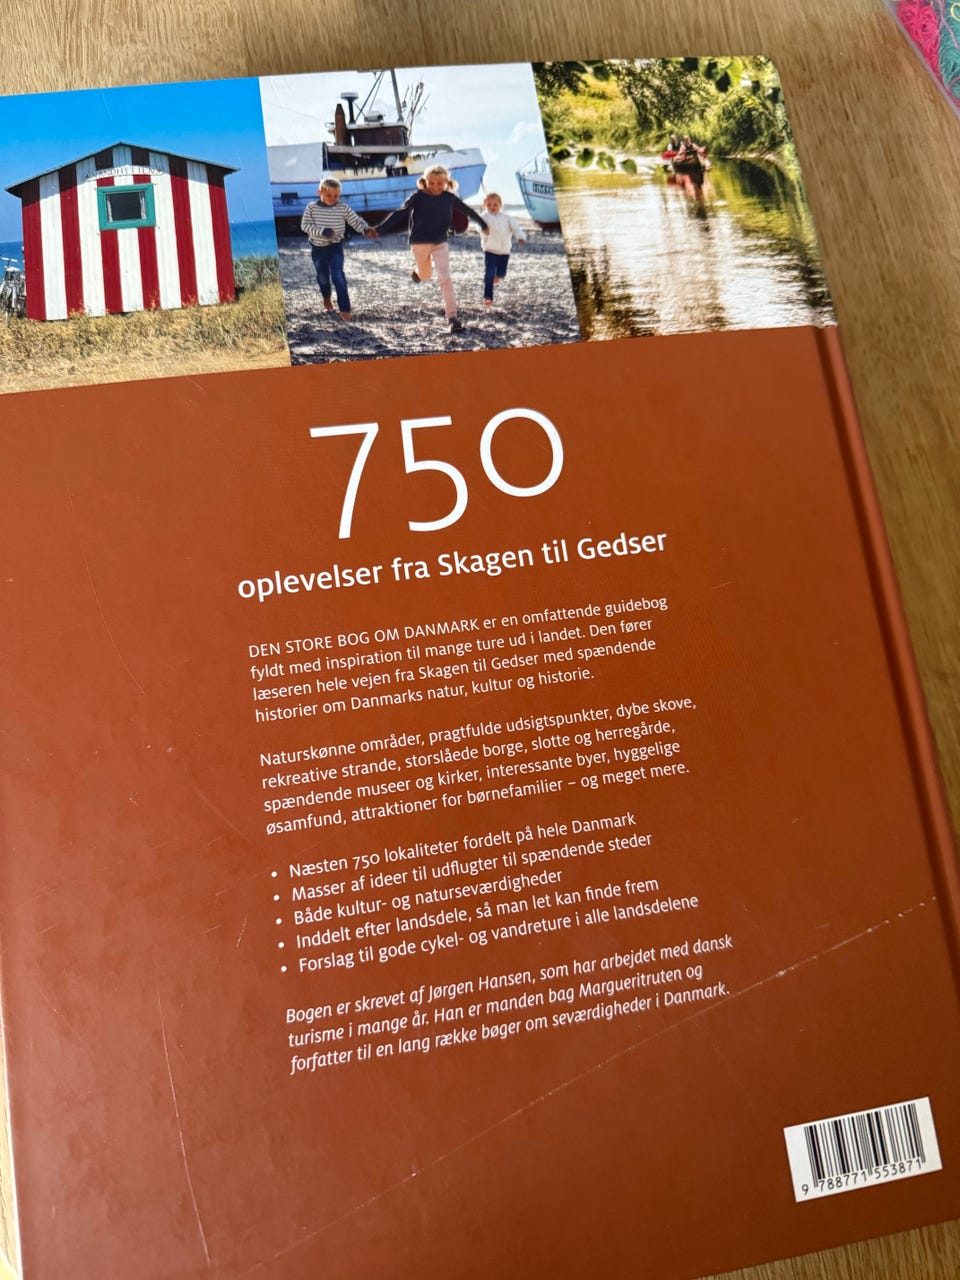 STRANDHYTTEN
HM5
750
oplevelser fra Skagen til Gedser
DEN STORE BOG OM DANMARK er en omfattende guidebog
fyldt med inspiration til mange ture ud i landet. Den fører
læseren hele vejen fra Skagen til Gedser med spændende
historier om Danmarks natur, kultur og historie.
Naturskønne områder, pragtfulde udsigtspunkter, dybe skove,
rekreative strande, storslåede borge, slotte og herregårde,
spændende museer og kirker, interessante byer, hyggelige
øsamfund, attraktioner for børnefamilier – og meget mere.
• Næsten 750 lokaliteter fordelt på hele Danmark
• Masser af ideer til udflugter til spændende steder
• Både kultur- og naturseværdigheder
• Inddelt efter landsdele, så man let kan finde frem
• Forslag til gode cykel- og vandreture i alle landsdelene
Bogen er skrevet af Jørgen Hansen, som har arbejdet med dansk
turisme i mange år. Han er manden bag Margueritruten og
forfatter til en lang række bøger om seværdigheder i Danmark.
9 788771 553871